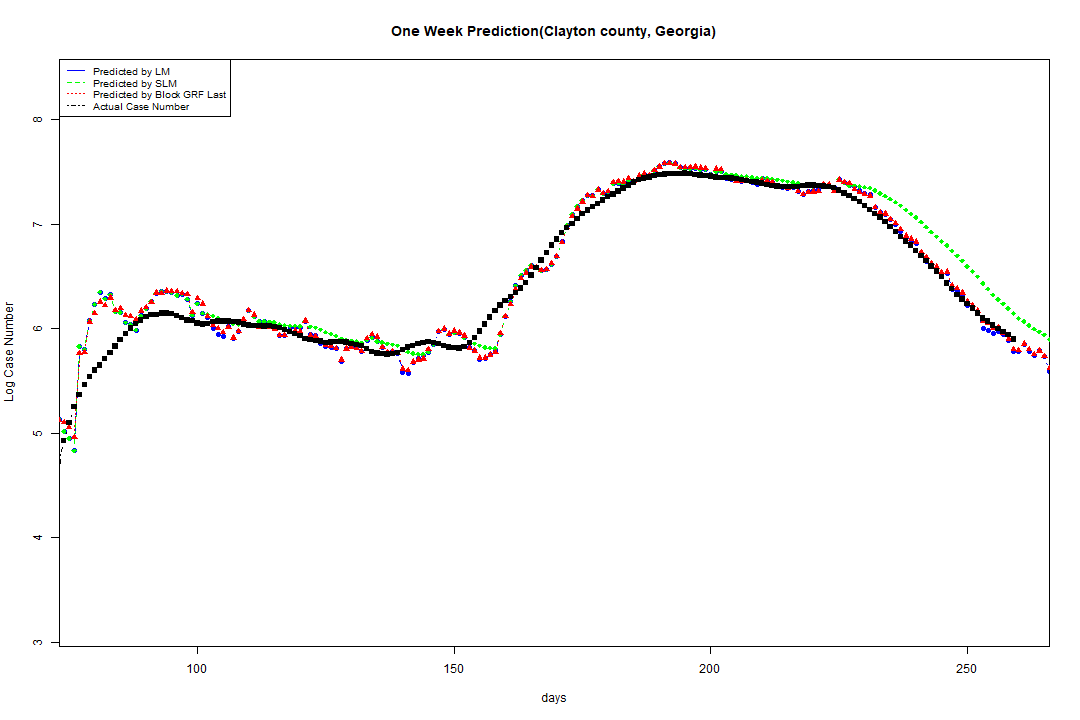 One Week Prediction(Clayton county, Georgia)
Predicted by LM
Predicted by SLM
Predicted by Block GRF Last
Actual Case Number
8
7
6
5
4
3
Log Case Number
100 150 200 250
days